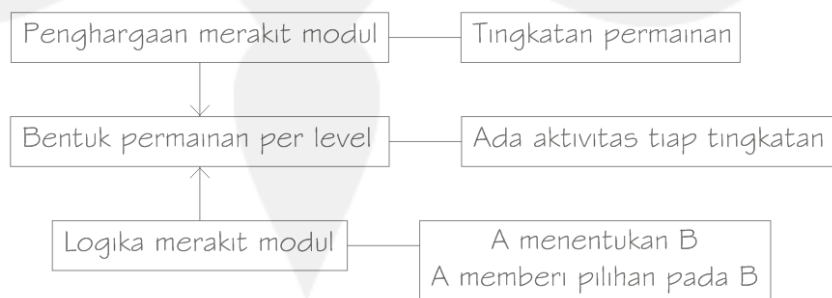 Penghargaan merakit modul
Tingkatan permainan
Bentuk permainan per level
Ada aktivitas tiap tingkatan
Logika merakit modul
A menentukan B
A memberi pilihan pada B